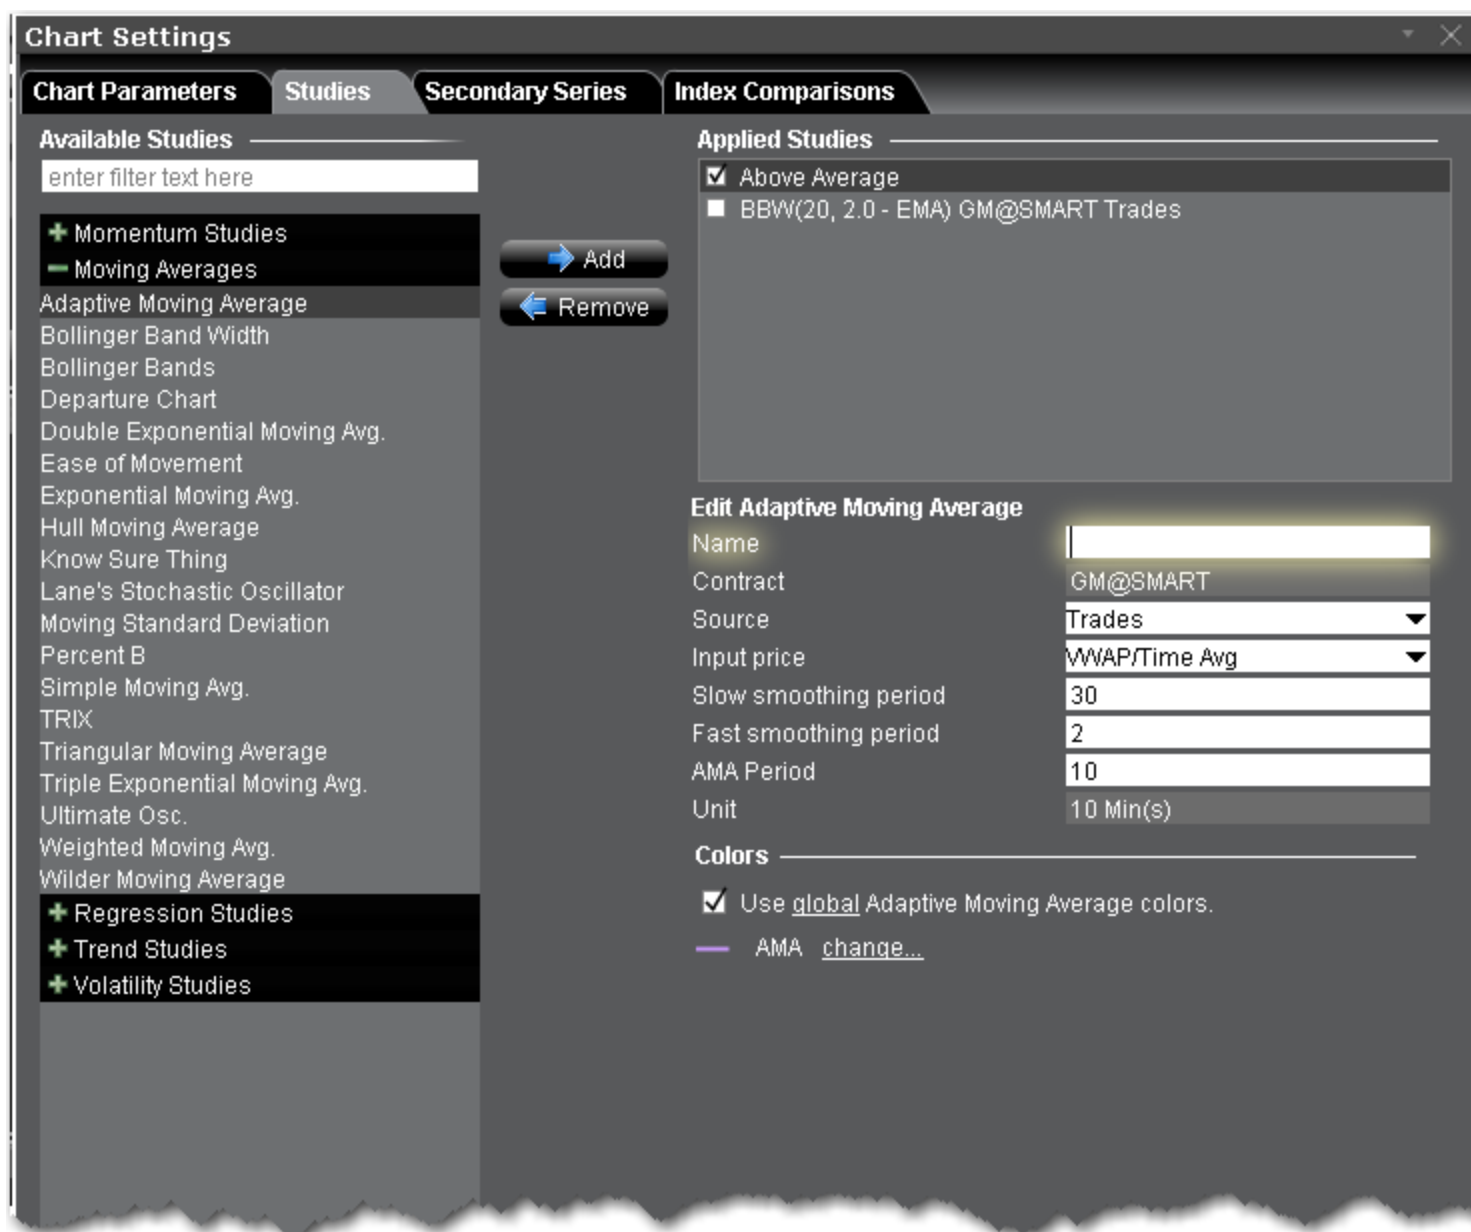 Chart Settings
Chart Parameters Studies Secondary Series Index Comparisons
Available Studies
enter filter text here
Momentum Studies
Moving Averages
Adaptive Moving Average
Bollinger Band Width
Bollinger Bands
Departure Chart
Double Exponential Moving Avg.
Ease of Movement
Exponential Moving Avg.
Hull Moving Average
Know Sure Thing
Lane's Stochastic Oscillator
Moving Standard Deviation
Percent B
Simple Moving Avg.
TRIX
Triangular Moving Average
Triple Exponential Moving Avg.
Ultimate Osc.
Weighted Moving Avg.
Wilder Moving Average
Regression Studies
Trend Studies
Volatility Studies
Add
Remove
Applied Studies
Above Average
BBW(20, 2.0 - EMA) GM@SMART Trades
Edit Adaptive Moving Average
Name
Contract GM@SMART
Source Trades
Input price VWAP/Time Avg
Slow smoothing period 30
Fast smoothing period 2
AMA Period 10
Unit 10 Min(s)
Colors
Use global Adaptive Moving Average colors.
AMA change...